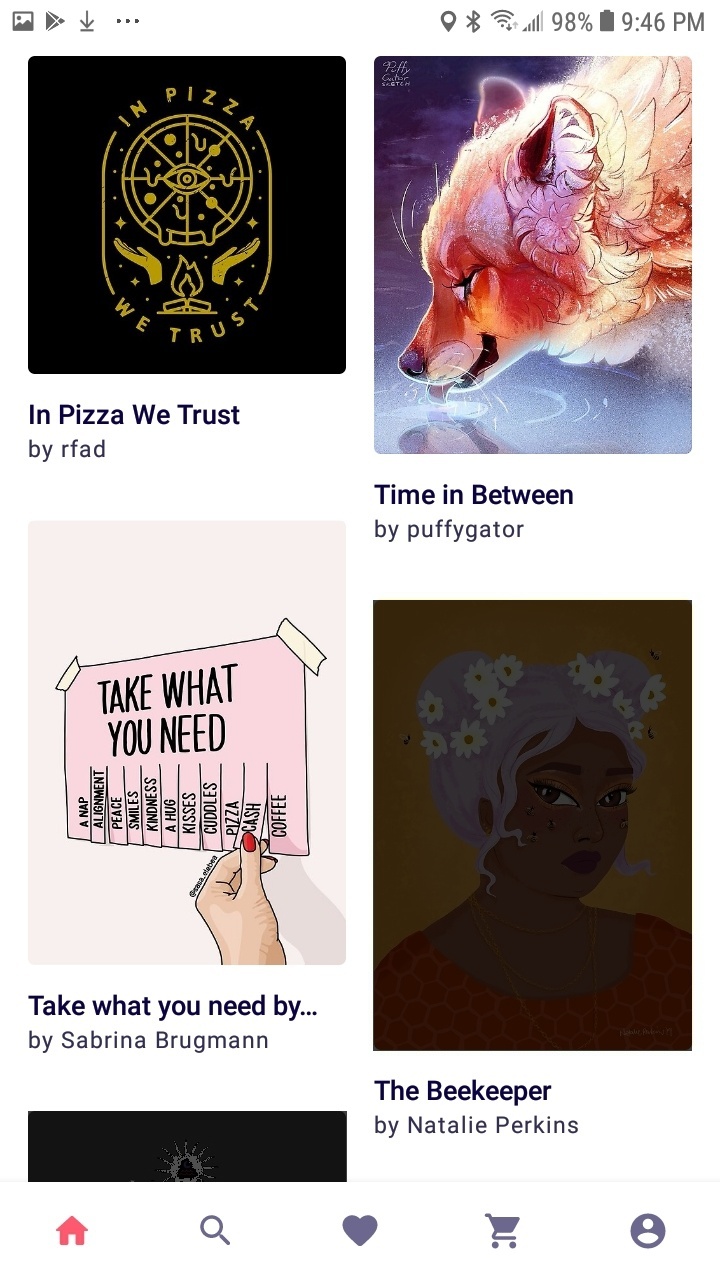 98% 9:46 PM
IN PIZZA
WE TRUST
In Pizza We Trust
by rfad
Puffy
Gator
SKETCH
Time in Between
by puffygator
TAKE WHAT
YOU NEED
A NAP
ALIGNMENT
PEACE
SMILES
KINDNESS
A HUG
KISSES
CUDDLES
PIZZA
CASH
COFFEE
Take what you need by...
by Sabrina Brugmann
The Beekeeper
by Natalie Perkins